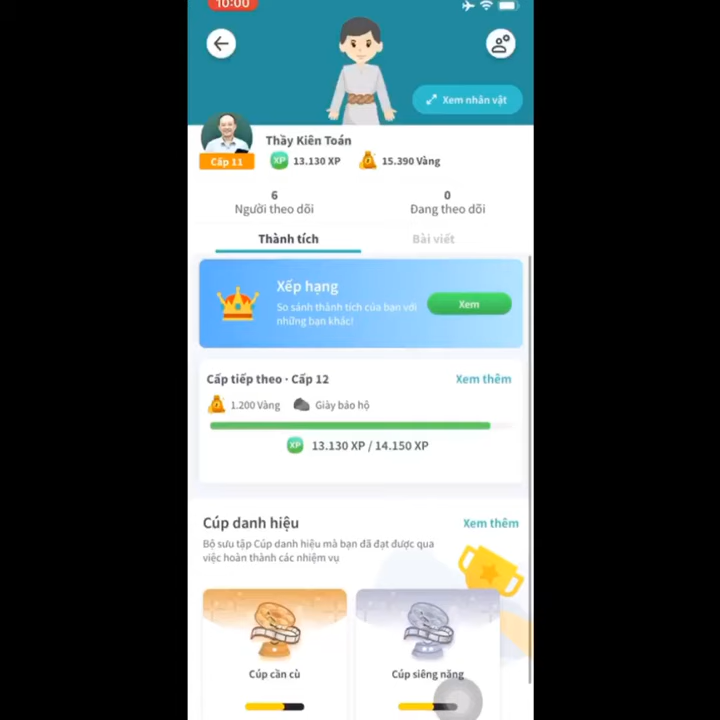 10:00
Xem nhân vật
Thầy Kiên Toán
Cấp 11
XP 13.130 XP
15.390 Vàng
6
Người theo dõi
0
Đang theo dõi
Thành tích
Bài viết
Xếp hạng
So sánh thành tích của bạn với
những bạn khác!
Xem
Cấp tiếp theo · Cấp 12
Xem thêm
1.200 Vàng
Giày bảo hộ
XP 13.130 XP / 14.150 XP
Cúp danh hiệu
Xem thêm
Bộ sưu tập Cúp danh hiệu mà bạn đã đạt được qua
việc hoàn thành các nhiệm vụ
Cúp cần cù
Cúp siêng năng